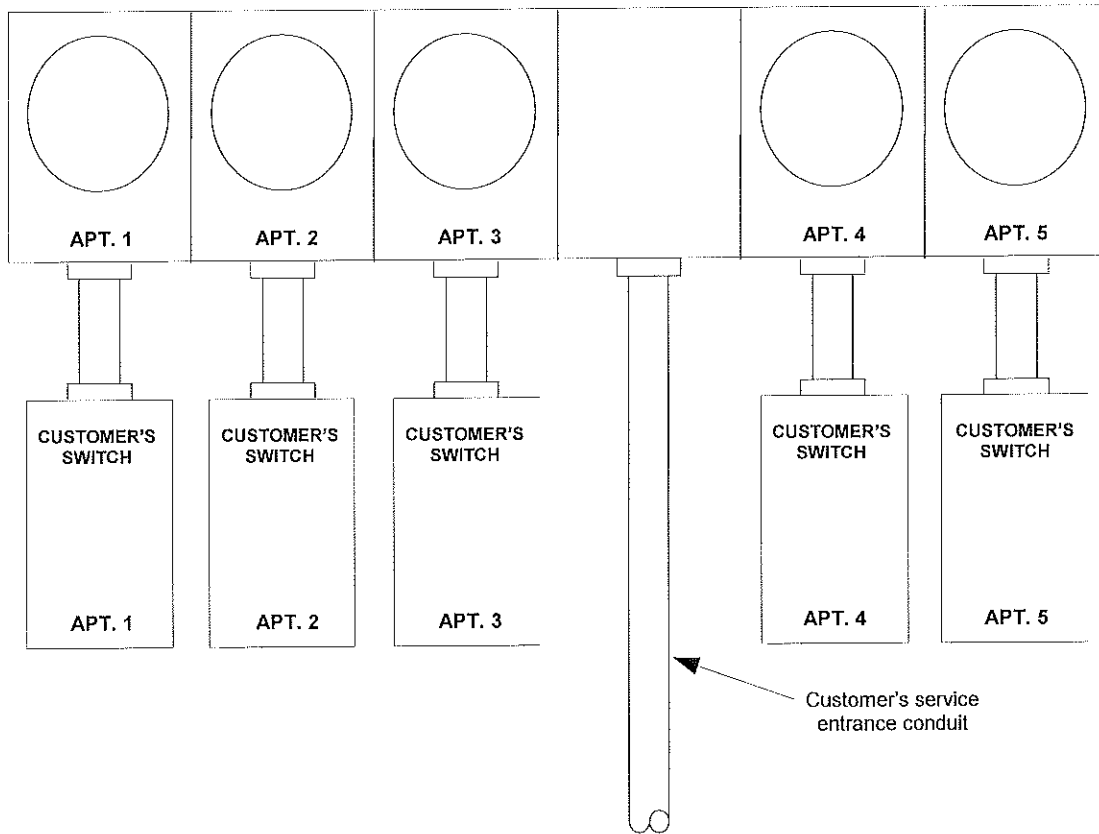 APT. 1
APT. 2
APT. 3
APT. 4
APT. 5
CUSTOMER'S
SWITCH
CUSTOMER'S
SWITCH
CUSTOMER'S
SWITCH
CUSTOMER'S
SWITCH
CUSTOMER'S
SWITCH
APT. 1
APT. 2
APT. 3
APT. 4
APT. 5
Customer's service
entrance conduit